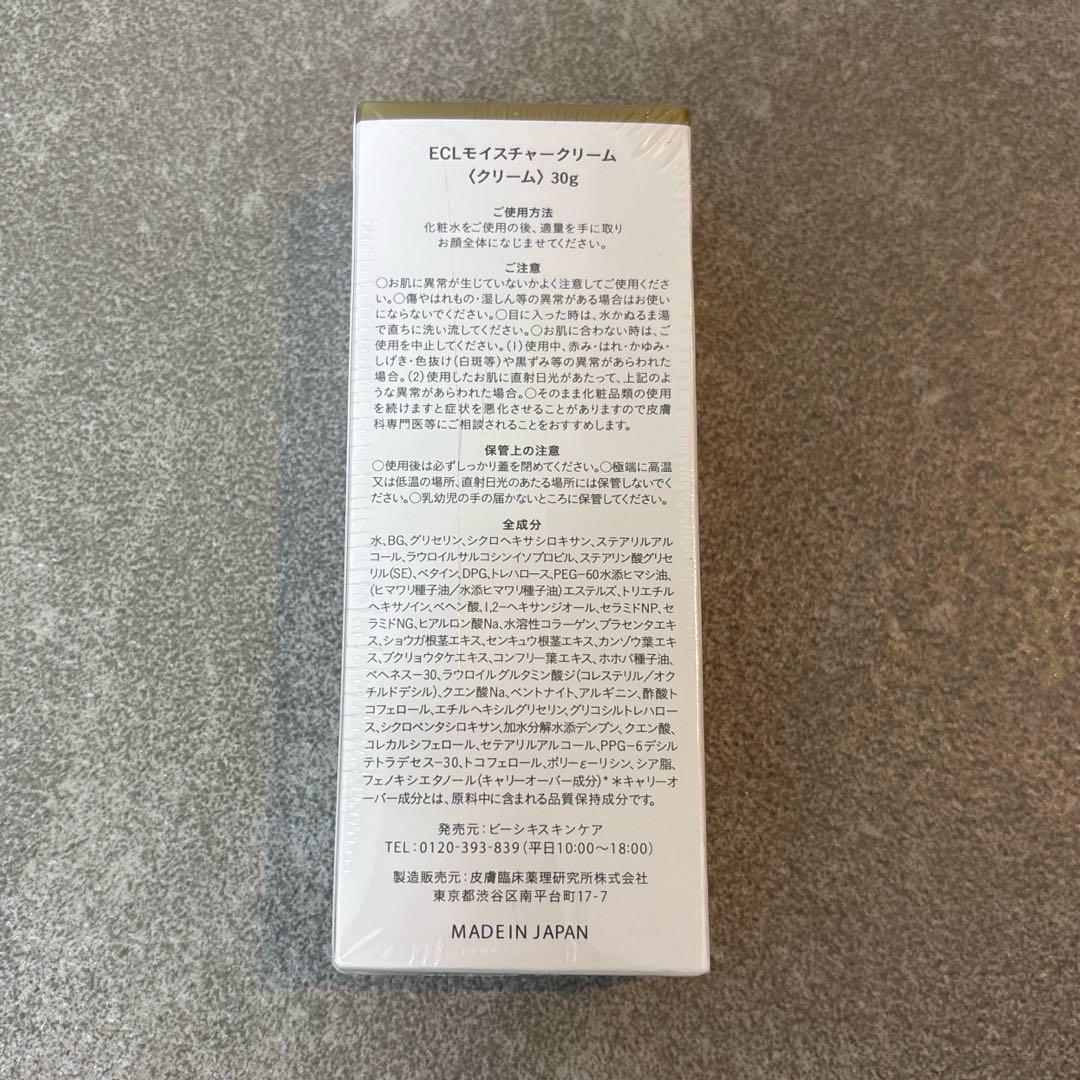 ECLモイスチャークリーム
〈クリーム〉30g
ご使用方法
化粧水をご使用の後、適量を手に取り
お顔全体になじませてください。
ご注意
○お肌に異常が生じていないかよく注意してご使用くださ
い。○傷やはれもの・湿しん等の異常がある場合はお使い
にならないでください。○目に入った時は、水かぬるま湯
で直ちに洗い流してください。○お肌に合わない時は、ご
使用を中止してください。(1)使用中、赤み・はれ・かゆみ・
しげき・色抜け(白斑等)や黒ずみ等の異常があらわれた
場合。(2)使用したお肌に直射日光があたって、上記のよ
うな異常があらわれた場合。○そのまま化粧品類の使用
を続けますと症状を悪化させることがありますので皮膚
科専門医等にご相談されることをおすすめします。
保管上の注意
○使用後は必ずしっかり蓋を閉めてください。○極端に高温
又は低温の場所、直射日光のあたる場所には保管しないでく
ださい。○乳幼児の手の届かないところに保管してください。
全成分
水、BG、グリセリン、シクロヘキサシロキサン、ステアリルアル
コール、ラウロイルサルコシンイソプロピル、ステアリン酸グリセ
リル(SE)、ベタイン、DPG、トレハロース、PEG-60水添ヒマシ油、
(ヒマワリ種子油/水添ヒマワリ種子油)エステルズ、トリエチル
ヘキサノイン、ベヘン酸、1,2-ヘキサンジオール、セラミドNP、セ
ラミドNG、ヒアルロン酸Na、水溶性コラーゲン、プラセンタエキ
ス、ショウガ根茎エキス、センキュウ根茎エキス、カンゾウ葉エキ
ス、ブクリョウタケエキス、コンフリー葉エキス、ホホバ種子油、
ベヘネス-30、ラウロイルグルタミン酸ジ(コレステリル/オク
チルドデシル)、クエン酸Na、ベントナイト、アルギニン、酢酸ト
コフェロール、エチルヘキシルグリセリン、グリコシルトレハロー
ス、シクロペンタシロキサン、加水分解水添デンプン、クエン酸、
コレカルシフェロール、セテアリルアルコール、PPG-6デシル
テトラデセス-30、トコフェロール、ポリ-ε-リシン、シア脂、
フェノキシエタノール(キャリーオーバー成分)* *キャリーオ
ーバー成分とは、原料中に含まれる品質保持成分です。
発売元:ビーシキスキンケア
TEL:0120-393-839(平日10:00〜18:00)
製造販売元:皮膚臨床薬理研究所株式会社
東京都渋谷区南平台町17-7
MADE IN JAPAN